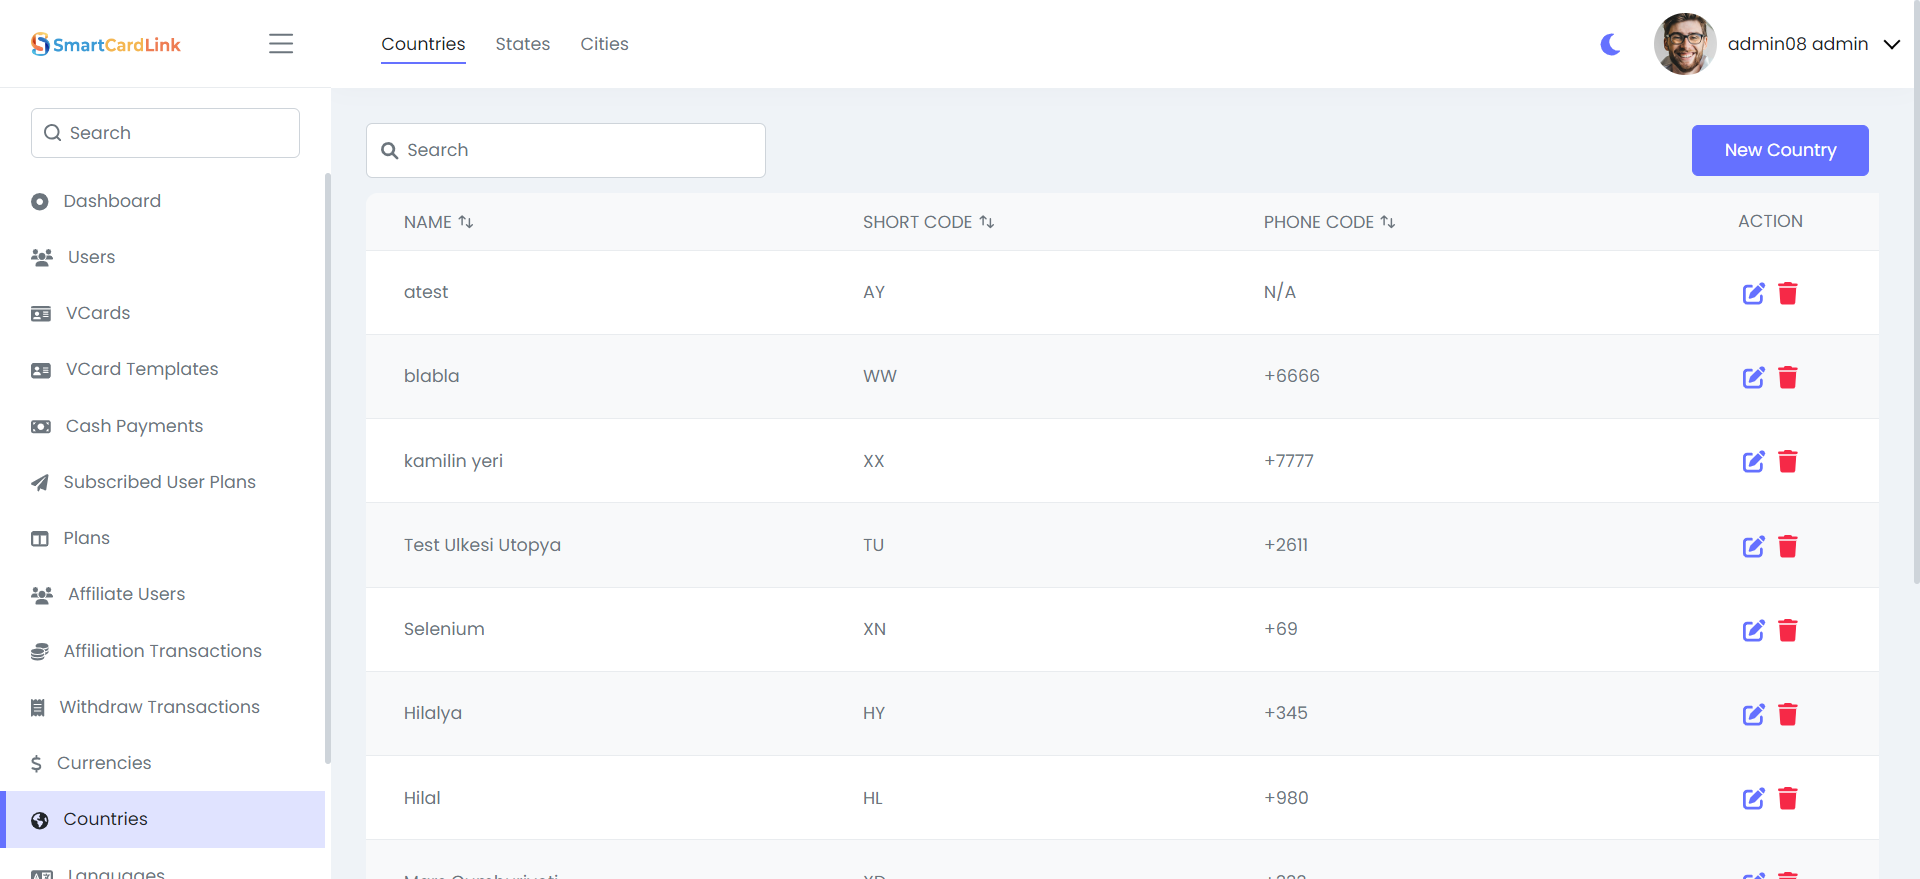 SmartCardLink
Countries States Cities
admin08 admin
Search
Dashboard
Users
VCards
VCard Templates
Cash Payments
Subscribed User Plans
Plans
Affiliate Users
Affiliation Transactions
Withdraw Transactions
$ Currencies
Countries
Languages
Search
New Country
NAME SHORT CODE PHONE CODE ACTION
atest AY N/A
blabla WW +6666
kamilin yeri XX +7777
Test Ulkesi Utopya TU +2611
Selenium XN +69
Hilalya HY +345
Hilal HL +980